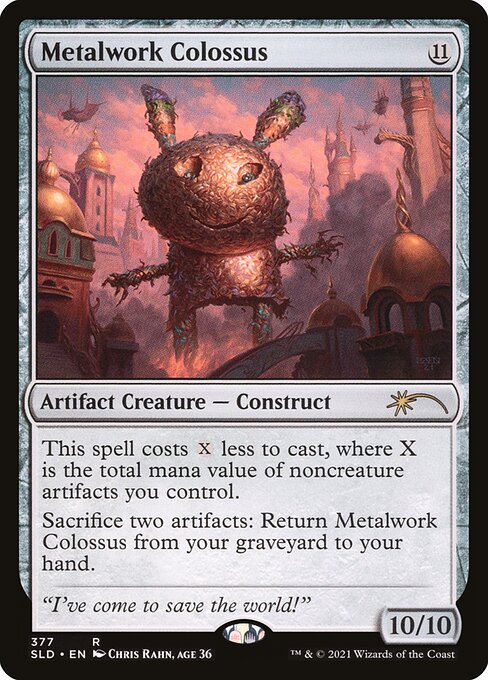 Metalwork Colossus 11
Artifact Creature — Construct
This spell costs X less to cast, where X
is the total mana value of noncreature
artifacts you control.
Sacrifice two artifacts: Return Metalwork
Colossus from your graveyard to your
hand.
“I’ve come to save the world!”
10/10
377 R
SLD • EN Chris Rahn, age 36 ™ & © 2021 Wizards of the Coast